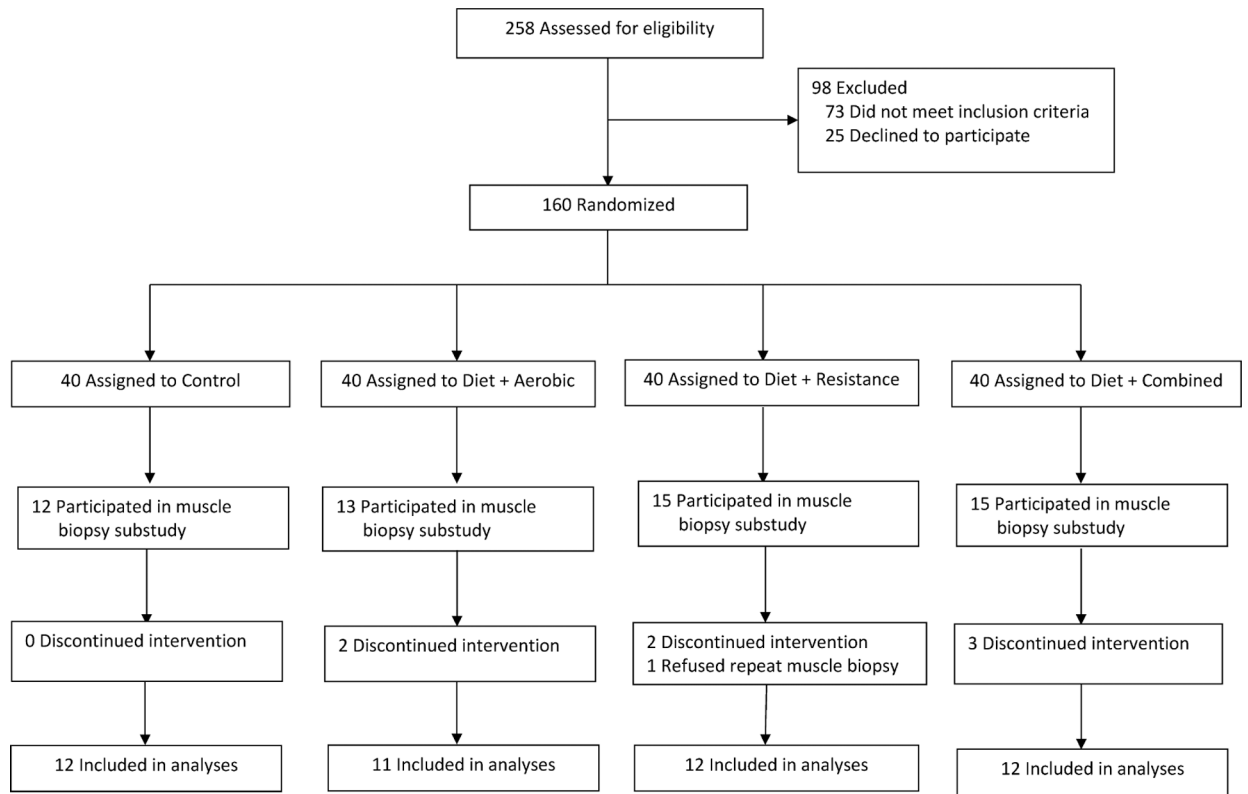 258 Assessed for eligibility
98 Excluded
73 Did not meet inclusion criteria
25 Declined to participate
160 Randomized
40 Assigned to Control
40 Assigned to Diet + Aerobic
40 Assigned to Diet + Resistance
40 Assigned to Diet + Combined
12 Participated in muscle
biopsy substudy
13 Participated in muscle
biopsy substudy
15 Participated in muscle
biopsy substudy
15 Participated in muscle
biopsy substudy
0 Discontinued intervention
2 Discontinued intervention
2 Discontinued intervention
1 Refused repeat muscle biopsy
3 Discontinued intervention
12 Included in analyses
11 Included in analyses
12 Included in analyses
12 Included in analyses